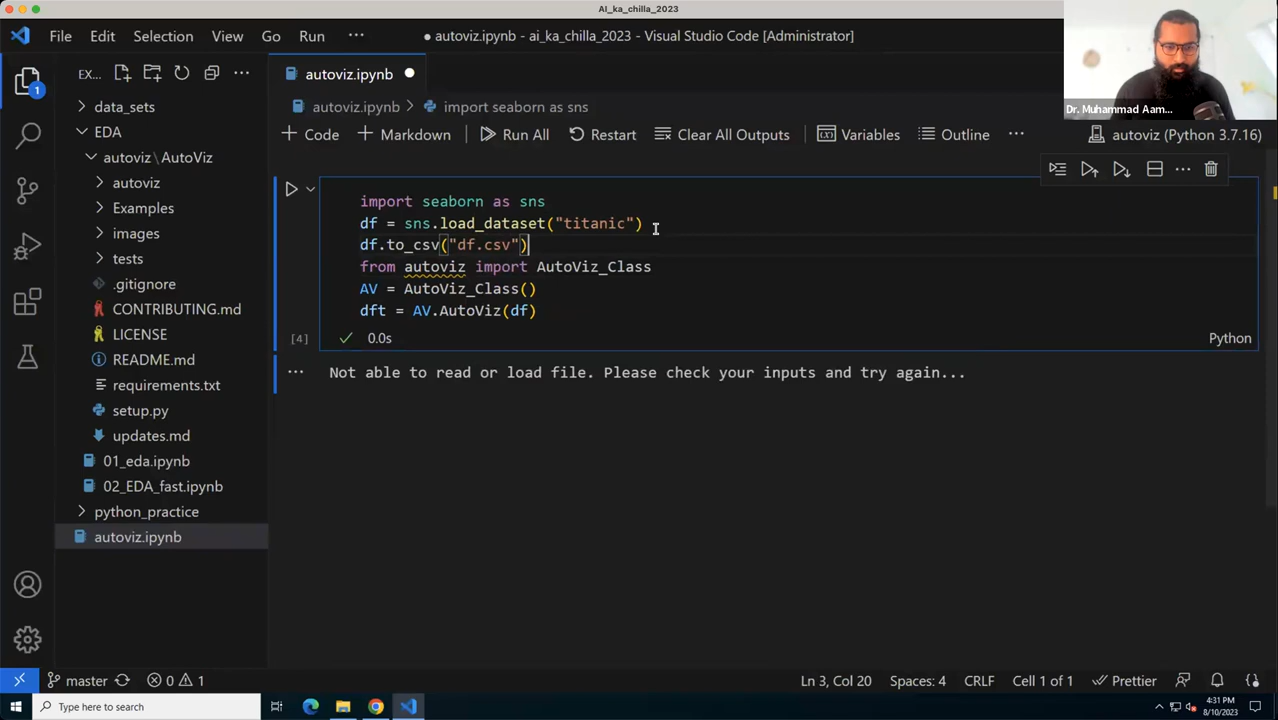 AI_ka_chilla_2023
File Edit Selection View Go Run ··· ● autoviz.ipynb - ai_ka_chilla_2023 - Visual Studio Code [Administrator]
Dr. Muhammad Aam...
EX... ···
autoviz.ipynb ●
autoviz.ipynb > import seaborn as sns
+ Code + Markdown Run All Restart Clear All Outputs Variables Outline ··· autoviz (Python 3.7.16)
1
data_sets
EDA
autoviz\AutoViz
autoviz
Examples
images
tests
.gitignore
CONTRIBUTING.md
LICENSE
README.md
requirements.txt
setup.py
updates.md
01_eda.ipynb
02_EDA_fast.ipynb
python_practice
autoviz.ipynb
import seaborn as sns
df = sns.load_dataset("titanic")
df.to_csv("df.csv")
from autoviz import AutoViz_Class
AV = AutoViz_Class()
dft = AV.AutoViz(df)
[4] ✓ 0.0s Python
··· Not able to read or load file. Please check your inputs and try again...
master 0 1 Ln 3, Col 20 Spaces: 4 CRLF Cell 1 of 1 Prettier
Type here to search
4:31 PM
8/10/2023